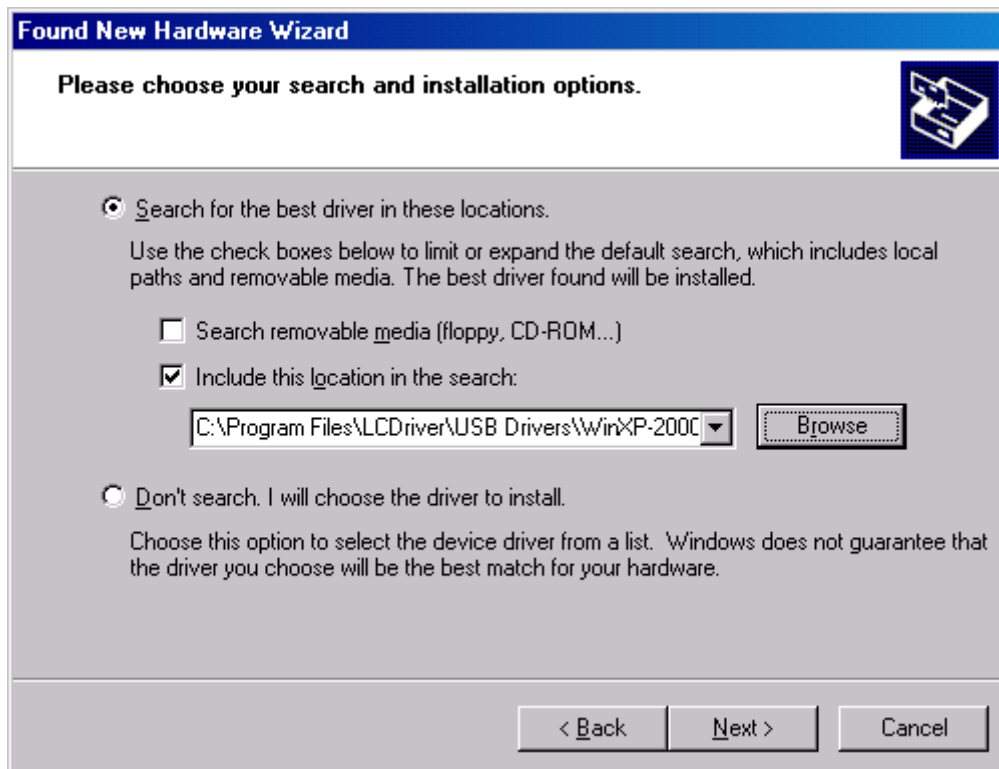 Found New Hardware Wizard
Please choose your search and installation options.
Search for the best driver in these locations.
Use the check boxes below to limit or expand the default search, which includes local
paths and removable media. The best driver found will be installed.
Search removable media (floppy, CD-ROM...)
Include this location in the search:
C:\Program Files\LCDriver\USB Drivers\WinXP-200
Browse
Don't search. I will choose the driver to install.
Choose this option to select the device driver from a list. Windows does not guarantee that
the driver you choose will be the best match for your hardware.
< Back Next > Cancel